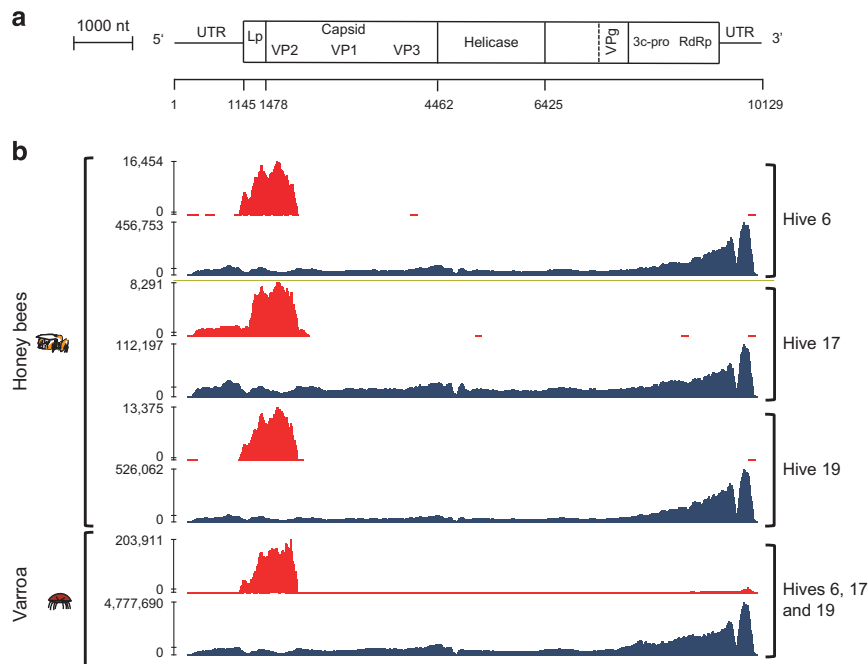 a
1000 nt
5‘ UTR Lp Capsid Helicase VPg 3c-pro RdRp UTR 3’
VP2 VP1 VP3
1 1145 1478 4462 6425 10129
b
Honey bees
16,454
0
456,753
0
Hive 6
8,291
0
112,197
0
Hive 17
13,375
0
526,062
0
Hive 19
Varroa
203,911
0
4,777,690
0
Hives 6, 17
and 19